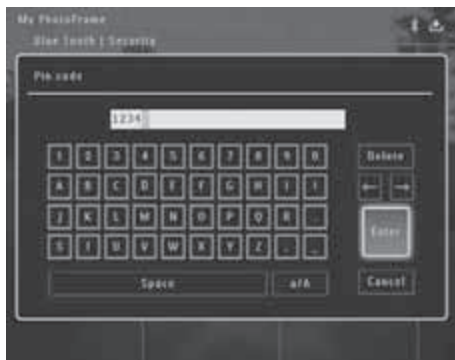 My PhotoFrame
Blue Tooth | Security
Pin code
1234
1 2 3 4 5 6 7 8 9 0 Delete
A B C D E F G H I ← →
J K L M N O P Q R Enter
S T U V W X Y Z
Space a/A Cancel